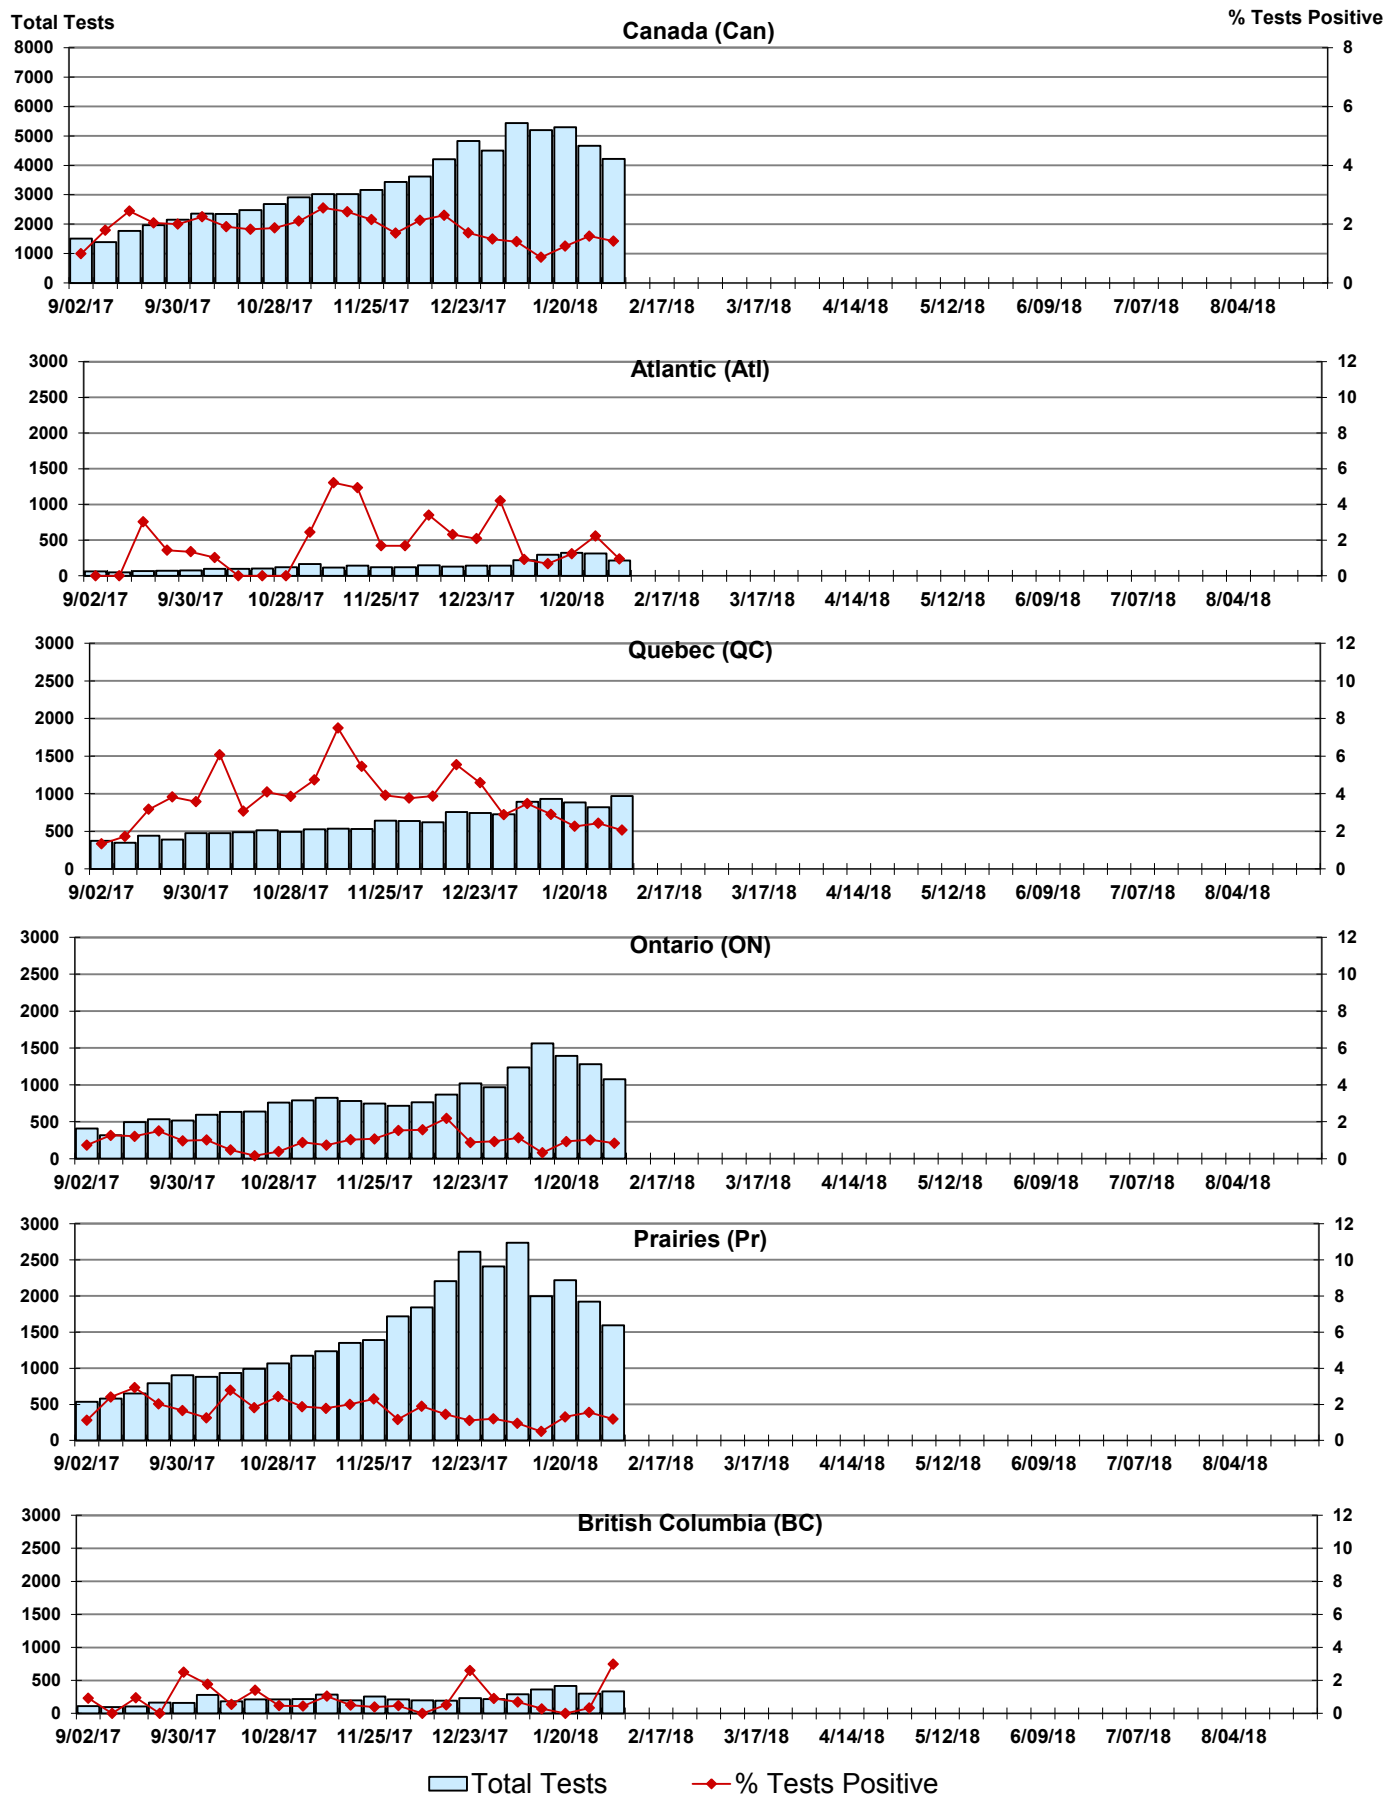 Total Tests
% Tests Positive
Canada (Can)
8000 8
7000
6000 6
5000
4000 4
3000
2000 2
1000
0 0
9/02/17 9/30/17 10/28/17 11/25/17 12/23/17 1/20/18 2/17/18 3/17/18 4/14/18 5/12/18 6/09/18 7/07/18 8/04/18
Atlantic (Atl)
3000 12
2500 10
2000 8
1500 6
1000 4
500 2
0 0
9/02/17 9/30/17 10/28/17 11/25/17 12/23/17 1/20/18 2/17/18 3/17/18 4/14/18 5/12/18 6/09/18 7/07/18 8/04/18
Quebec (QC)
3000 12
2500 10
2000 8
1500 6
1000 4
500 2
0 0
9/02/17 9/30/17 10/28/17 11/25/17 12/23/17 1/20/18 2/17/18 3/17/18 4/14/18 5/12/18 6/09/18 7/07/18 8/04/18
Ontario (ON)
3000 12
2500 10
2000 8
1500 6
1000 4
500 2
0 0
9/02/17 9/30/17 10/28/17 11/25/17 12/23/17 1/20/18 2/17/18 3/17/18 4/14/18 5/12/18 6/09/18 7/07/18 8/04/18
Prairies (Pr)
3000 12
2500 10
2000 8
1500 6
1000 4
500 2
0 0
9/02/17 9/30/17 10/28/17 11/25/17 12/23/17 1/20/18 2/17/18 3/17/18 4/14/18 5/12/18 6/09/18 7/07/18 8/04/18
British Columbia (BC)
3000 12
2500 10
2000 8
1500 6
1000 4
500 2
0 0
9/02/17 9/30/17 10/28/17 11/25/17 12/23/17 1/20/18 2/17/18 3/17/18 4/14/18 5/12/18 6/09/18 7/07/18 8/04/18
Total Tests % Tests Positive